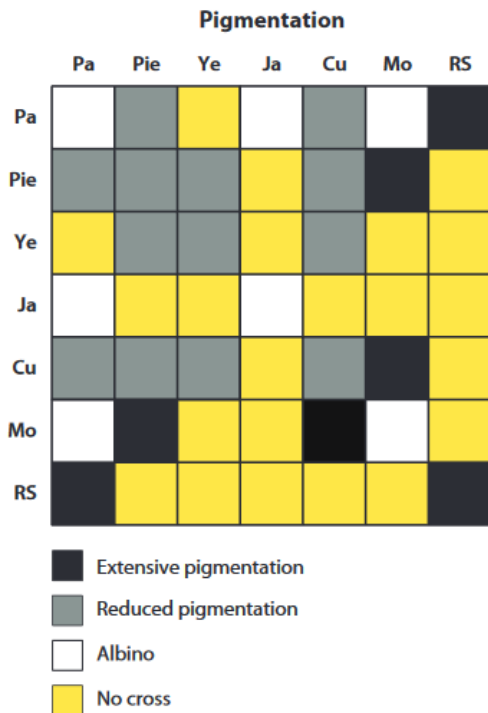 Pigmentation
Pa Pie Ye Ja Cu Mo RS
Pa
Pie
Ye
Ja
Cu
Mo
RS
Extensive pigmentation
Reduced pigmentation
Albino
No cross